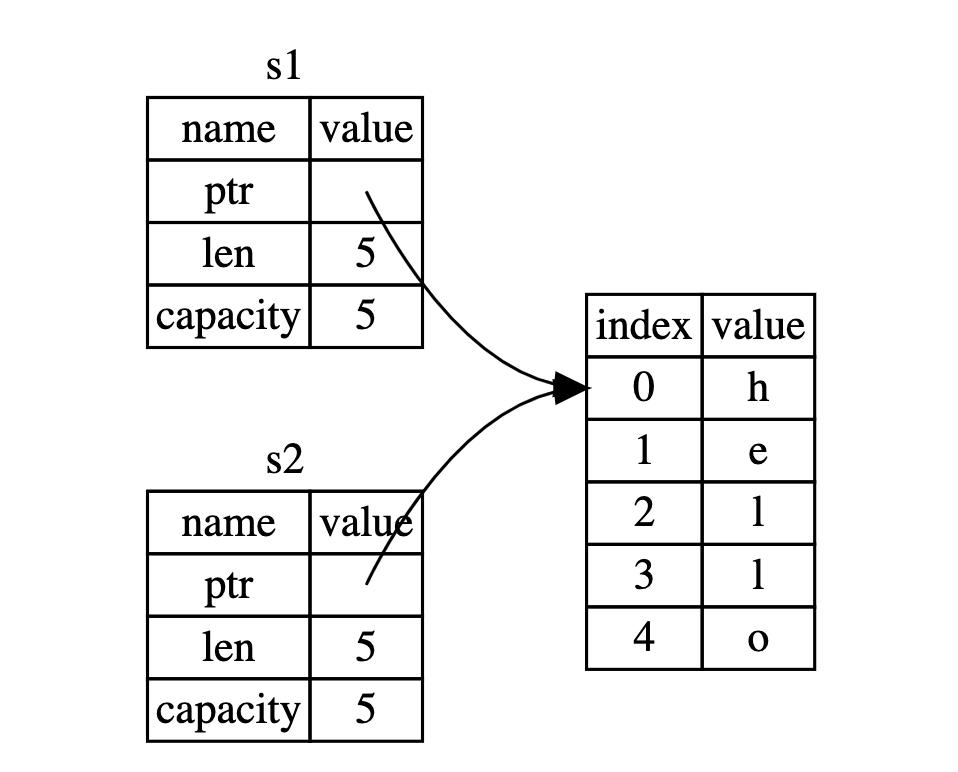 s1
name value
ptr
len 5
capacity 5
s2
name value
ptr
len 5
capacity 5
index value
0 h
1 e
2 l
3 l
4 o